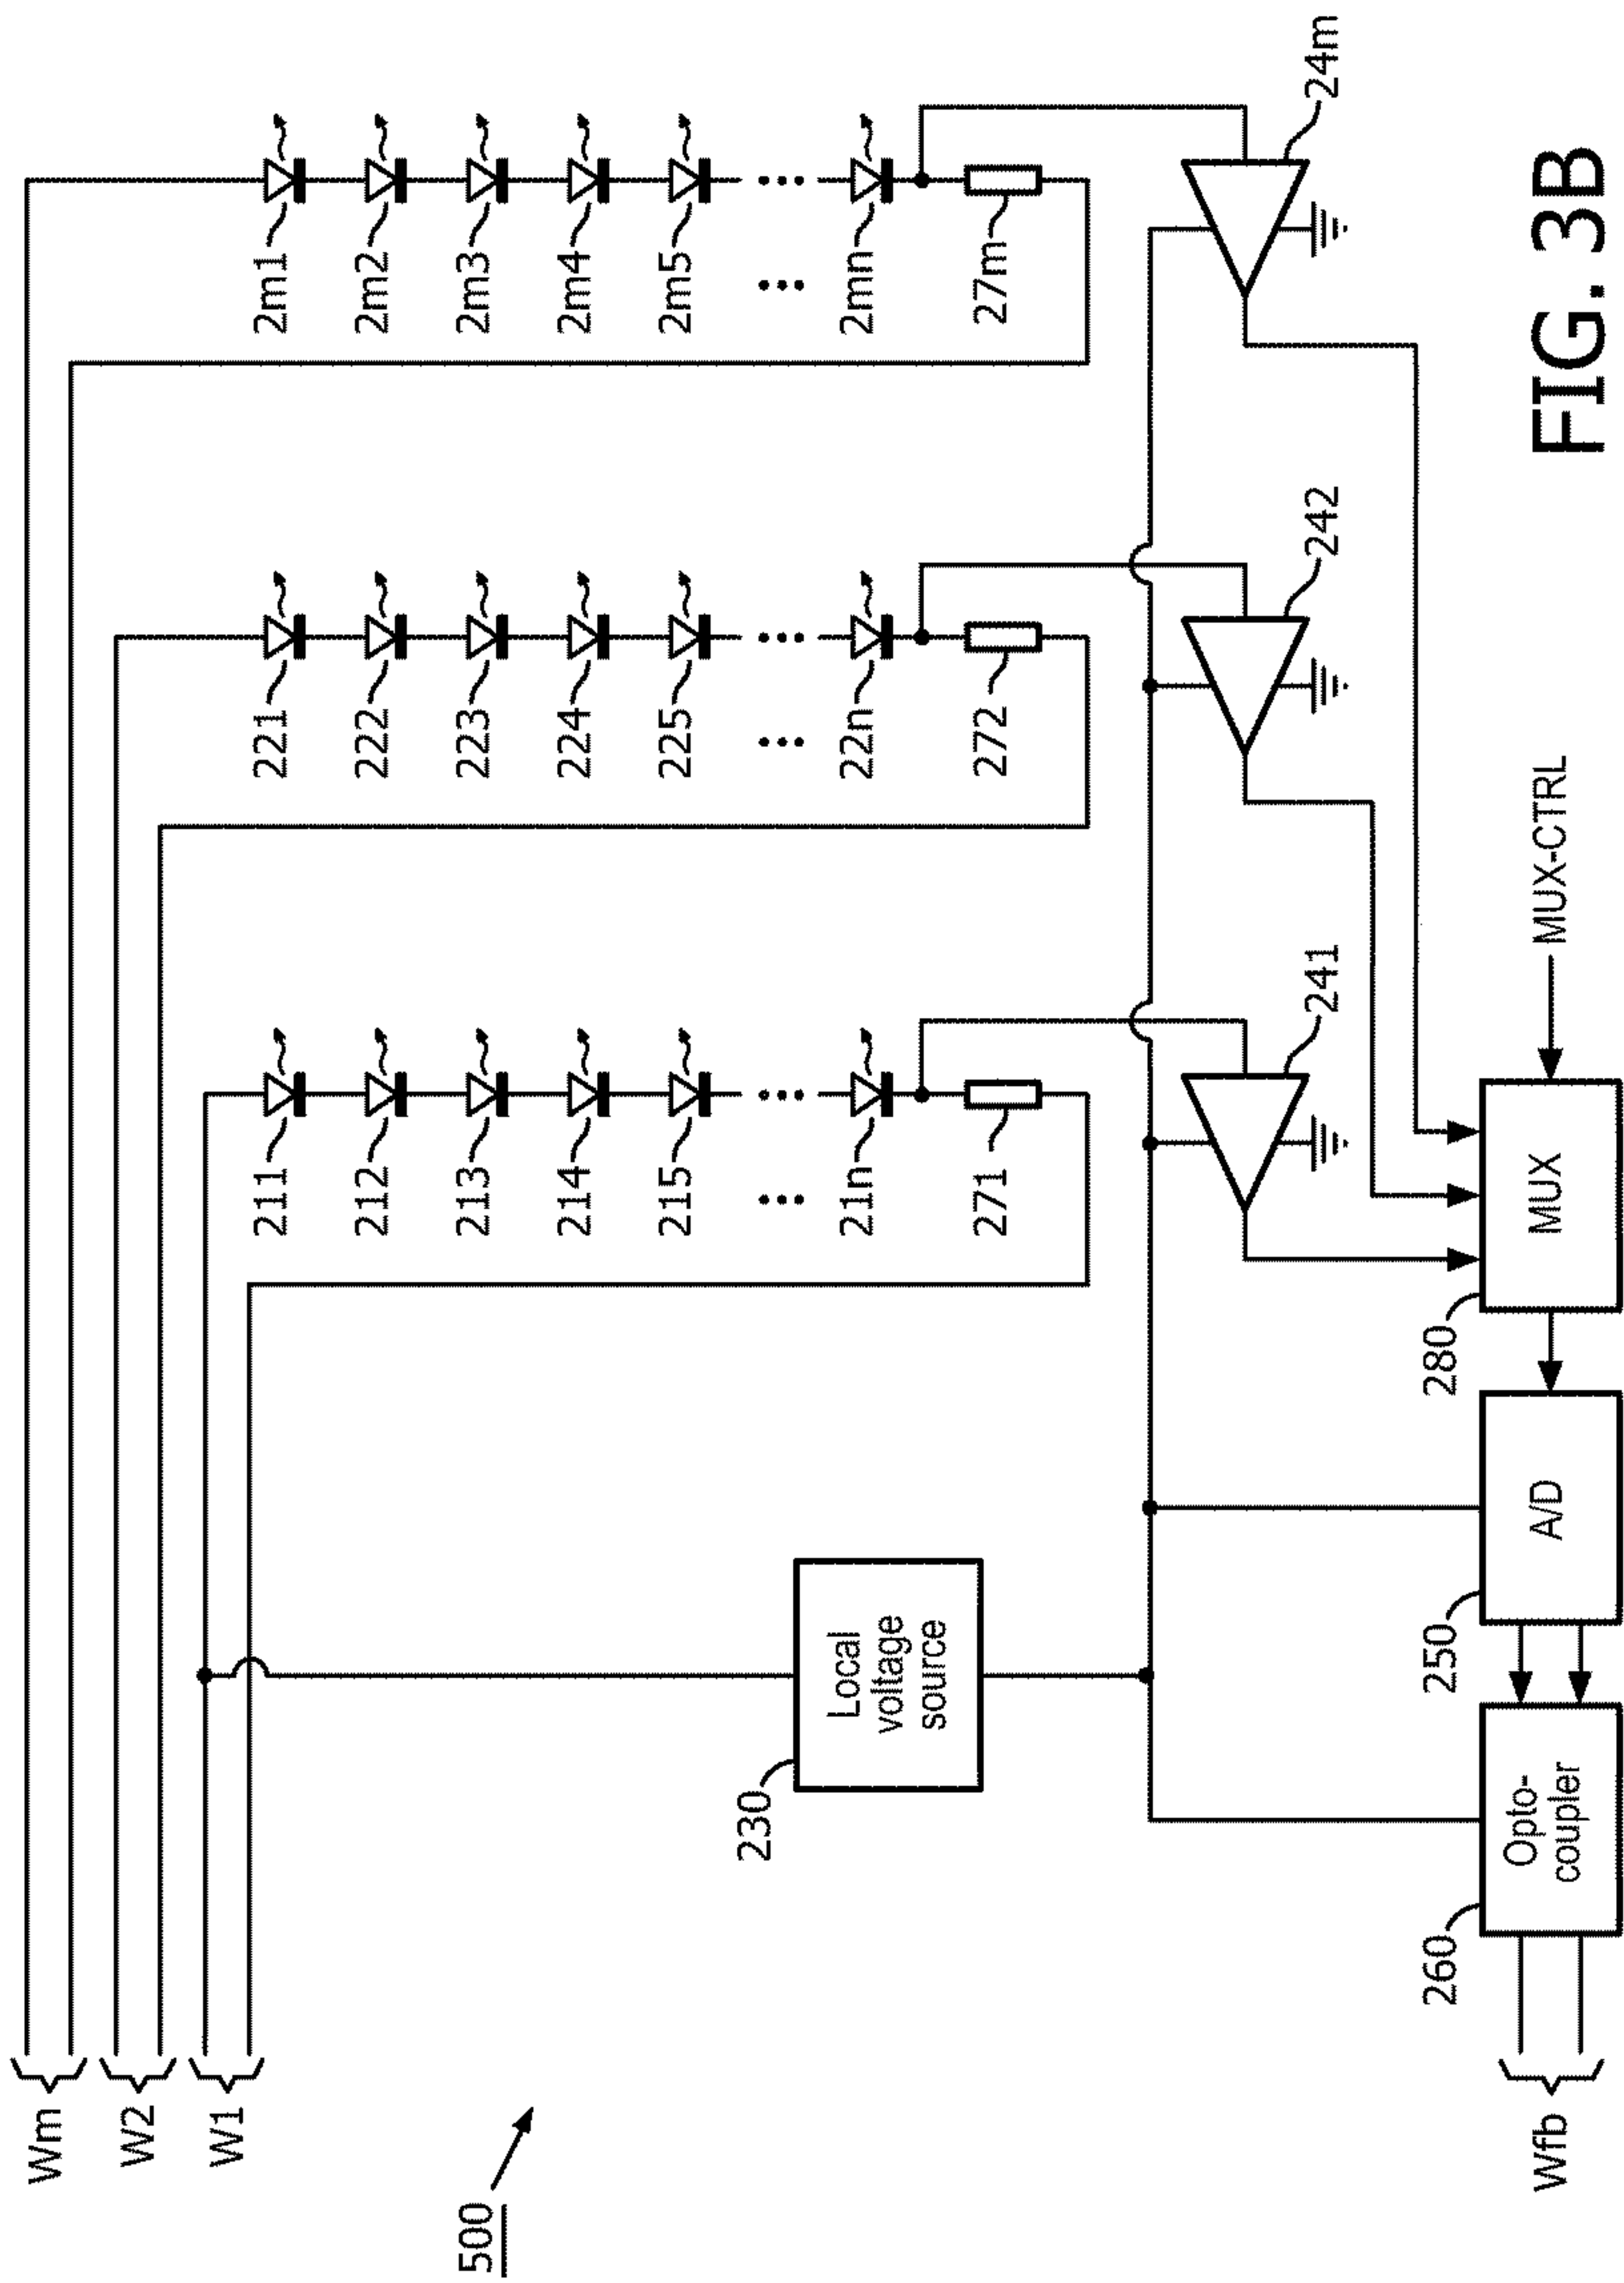 Wm
W2
W1
500
211
212
213
214
215
...
21n
271
221
222
223
224
225
...
22n
272
2m1
2m2
2m3
2m4
2m5
...
2mn
27m
230
Local
voltage
source
241
242
24m
260
Opto-
coupler
250
A/D
280
MUX
MUX-CTRL
Wfb
FIG. 3B